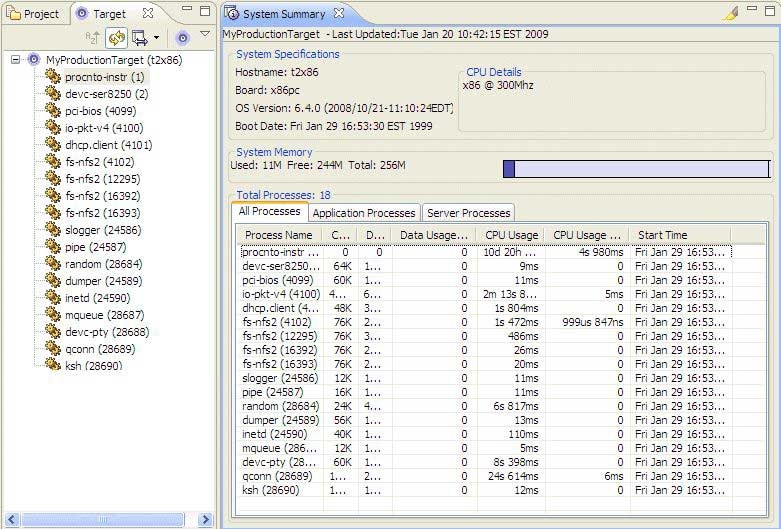 Project Target
MyProductionTarget (t2x86)
procnto-instr (1)
devc-ser8250 (2)
pci-bios (4099)
io-pkt-v4 (4100)
dhcp.client (4101)
fs-nfs2 (4102)
fs-nfs2 (12295)
fs-nfs2 (16392)
fs-nfs2 (16393)
slogger (24586)
pipe (24587)
random (28684)
dumper (24589)
inetd (24590)
mqueue (28687)
devc-pty (28688)
qconn (28689)
ksh (28690)
System Summary
MyProductionTarget - Last Updated:Tue Jan 20 10:42:15 EST 2009
System Specifications
Hostname: t2x86
Board: x86pc
OS Version: 6.4.0 (2008/10/21-11:10:24EDT)
Boot Date: Fri Jan 29 16:53:30 EST 1999
CPU Details
x86 @ 300Mhz
System Memory
Used: 11M Free: 244M Total: 256M
Total Processes: 18
All Processes Application Processes Server Processes
Process Name C... D... Data Usage... CPU Usage CPU Usage ... Start Time
procnto-instr ... 0 0 0 10d 20h ... 4s 980ms Fri Jan 29 16:53...
devc-ser8250... 64K 1... 0 9ms 0 Fri Jan 29 16:53...
pci-bios (4099) 60K 1... 0 11ms 0 Fri Jan 29 16:53...
io-pkt-v4 (4100) 4... 6... 0 2m 13s 8... 5ms Fri Jan 29 16:53...
dhcp.client (4... 48K 3... 0 1s 804ms 0 Fri Jan 29 16:53...
fs-nfs2 (4102) 76K 2... 0 1s 472ms 999us 847ns Fri Jan 29 16:53...
fs-nfs2 (12295) 76K 3... 0 486ms 0 Fri Jan 29 16:53...
fs-nfs2 (16392) 76K 2... 0 26ms 0 Fri Jan 29 16:53...
fs-nfs2 (16393) 76K 2... 0 20ms 0 Fri Jan 29 16:53...
slogger (24586) 12K 1... 0 11ms 0 Fri Jan 29 16:53...
pipe (24587) 16K 1... 0 11ms 0 Fri Jan 29 16:53...
random (28684) 24K 4... 0 6s 817ms 0 Fri Jan 29 16:53...
dumper (24589) 56K 1... 0 13ms 0 Fri Jan 29 16:53...
inetd (24590) 40K 1... 0 110ms 0 Fri Jan 29 16:53...
mqueue (286... 12K 1... 0 5ms 0 Fri Jan 29 16:53...
devc-pty (28... 60K 1... 0 8s 398ms 0 Fri Jan 29 16:53...
qconn (28689) 1... 1... 0 24s 614ms 6ms Fri Jan 29 16:53...
ksh (28690) 1... 1... 0 12ms 0 Fri Jan 29 16:53...